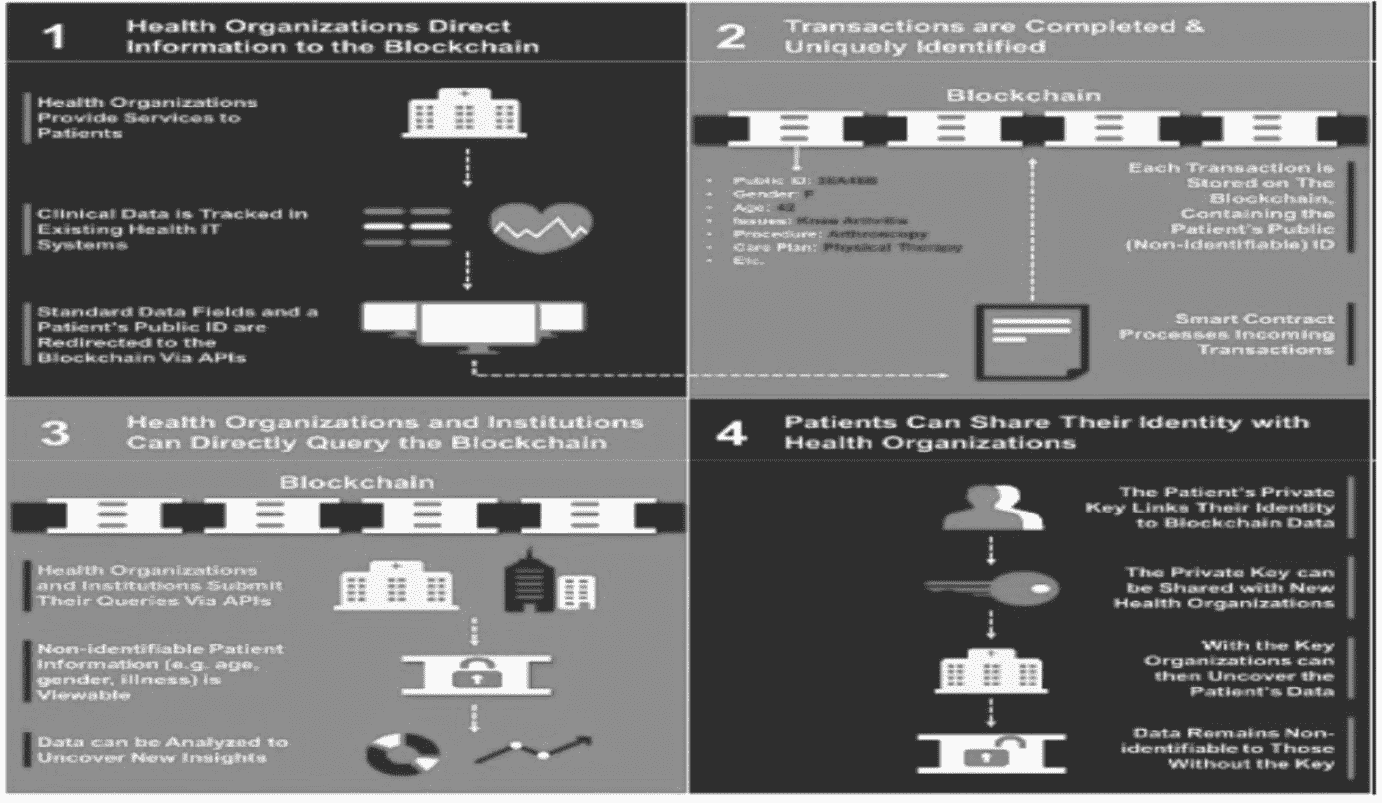 1
Health Organizations Direct
Information to the Blockchain
Health Organizations
Provide Services to
Patients
Clinical Data is Tracked in
Existing Health IT
Systems
Standard Data Fields and a
Patient's Public ID are
Redirected to the
Blockchain Via APIs
2
Transactions are Completed &
Uniquely Identified
Blockchain
• Public ID:
• Gender: F
• Age: 42
• Issues: Knee Arthritis
• Procedure: Arthroscopy
• Care Plan: Physical Therapy
• Etc.
Each Transaction is
Stored on The
Blockchain,
Containing the
Patient's Public
(Non-Identifiable) ID
Smart Contract
Processes Incoming
Transactions
3
Health Organizations and Institutions
Can Directly Query the Blockchain
Blockchain
Health Organizations
and Institutions Submit
Their Queries Via APIs
Non-identifiable Patient
Information (e.g. age,
gender, illness) is
Viewable
Data can be Analyzed to
Uncover New Insights
4
Patients Can Share Their Identity with
Health Organizations
The Patient's Private
Key Links Their Identity
to Blockchain Data
The Private Key can
be Shared with New
Health Organizations
With the Key
Organizations can
then Uncover the
Patient's Data
Data Remains Non-
identifiable to Those
Without the Key